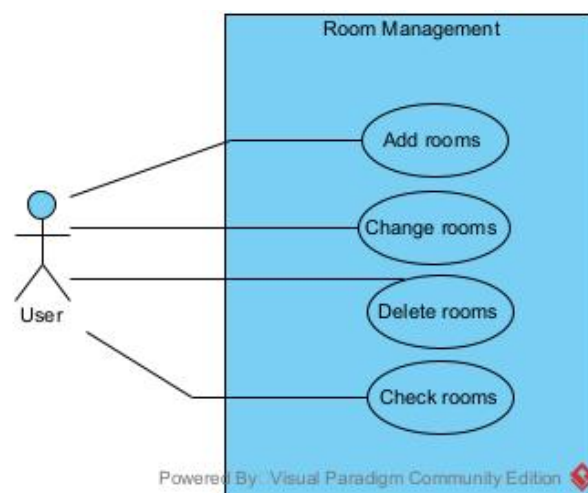 Room Management
Add rooms
Change rooms
Delete rooms
User
Check rooms
Powered By: Visual Paradigm Community Edition